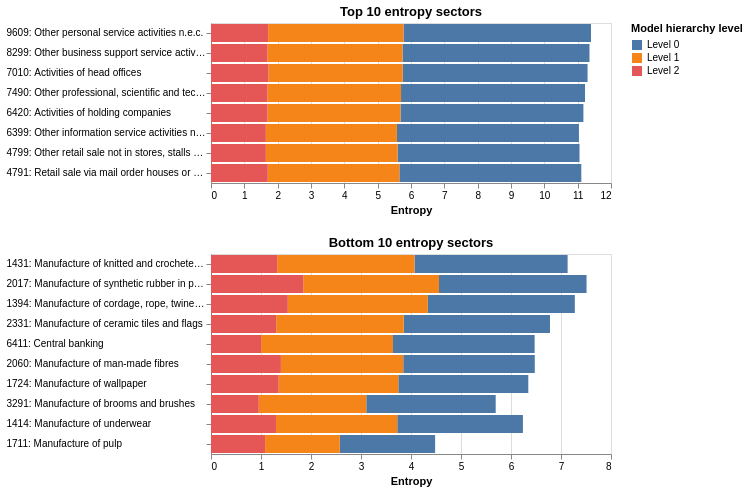 Top 10 entropy sectors
Model hierarchy level
Level 0
Level 1
Level 2
9609: Other personal service activities n.e.c.
8299: Other business support service activ…
7010: Activities of head offices
7490: Other professional, scientific and tec…
6420: Activities of holding companies
6399: Other information service activities n…
4799: Other retail sale not in stores, stalls …
4791: Retail sale via mail order houses or …
0 1 2 3 4 5 6 7 8 9 10 11 12
Entropy
Bottom 10 entropy sectors
1431: Manufacture of knitted and crochete…
2017: Manufacture of synthetic rubber in p…
1394: Manufacture of cordage, rope, twine…
2331: Manufacture of ceramic tiles and flags
6411: Central banking
2060: Manufacture of man-made fibres
1724: Manufacture of wallpaper
3291: Manufacture of brooms and brushes
1414: Manufacture of underwear
1711: Manufacture of pulp
0 1 2 3 4 5 6 7 8
Entropy